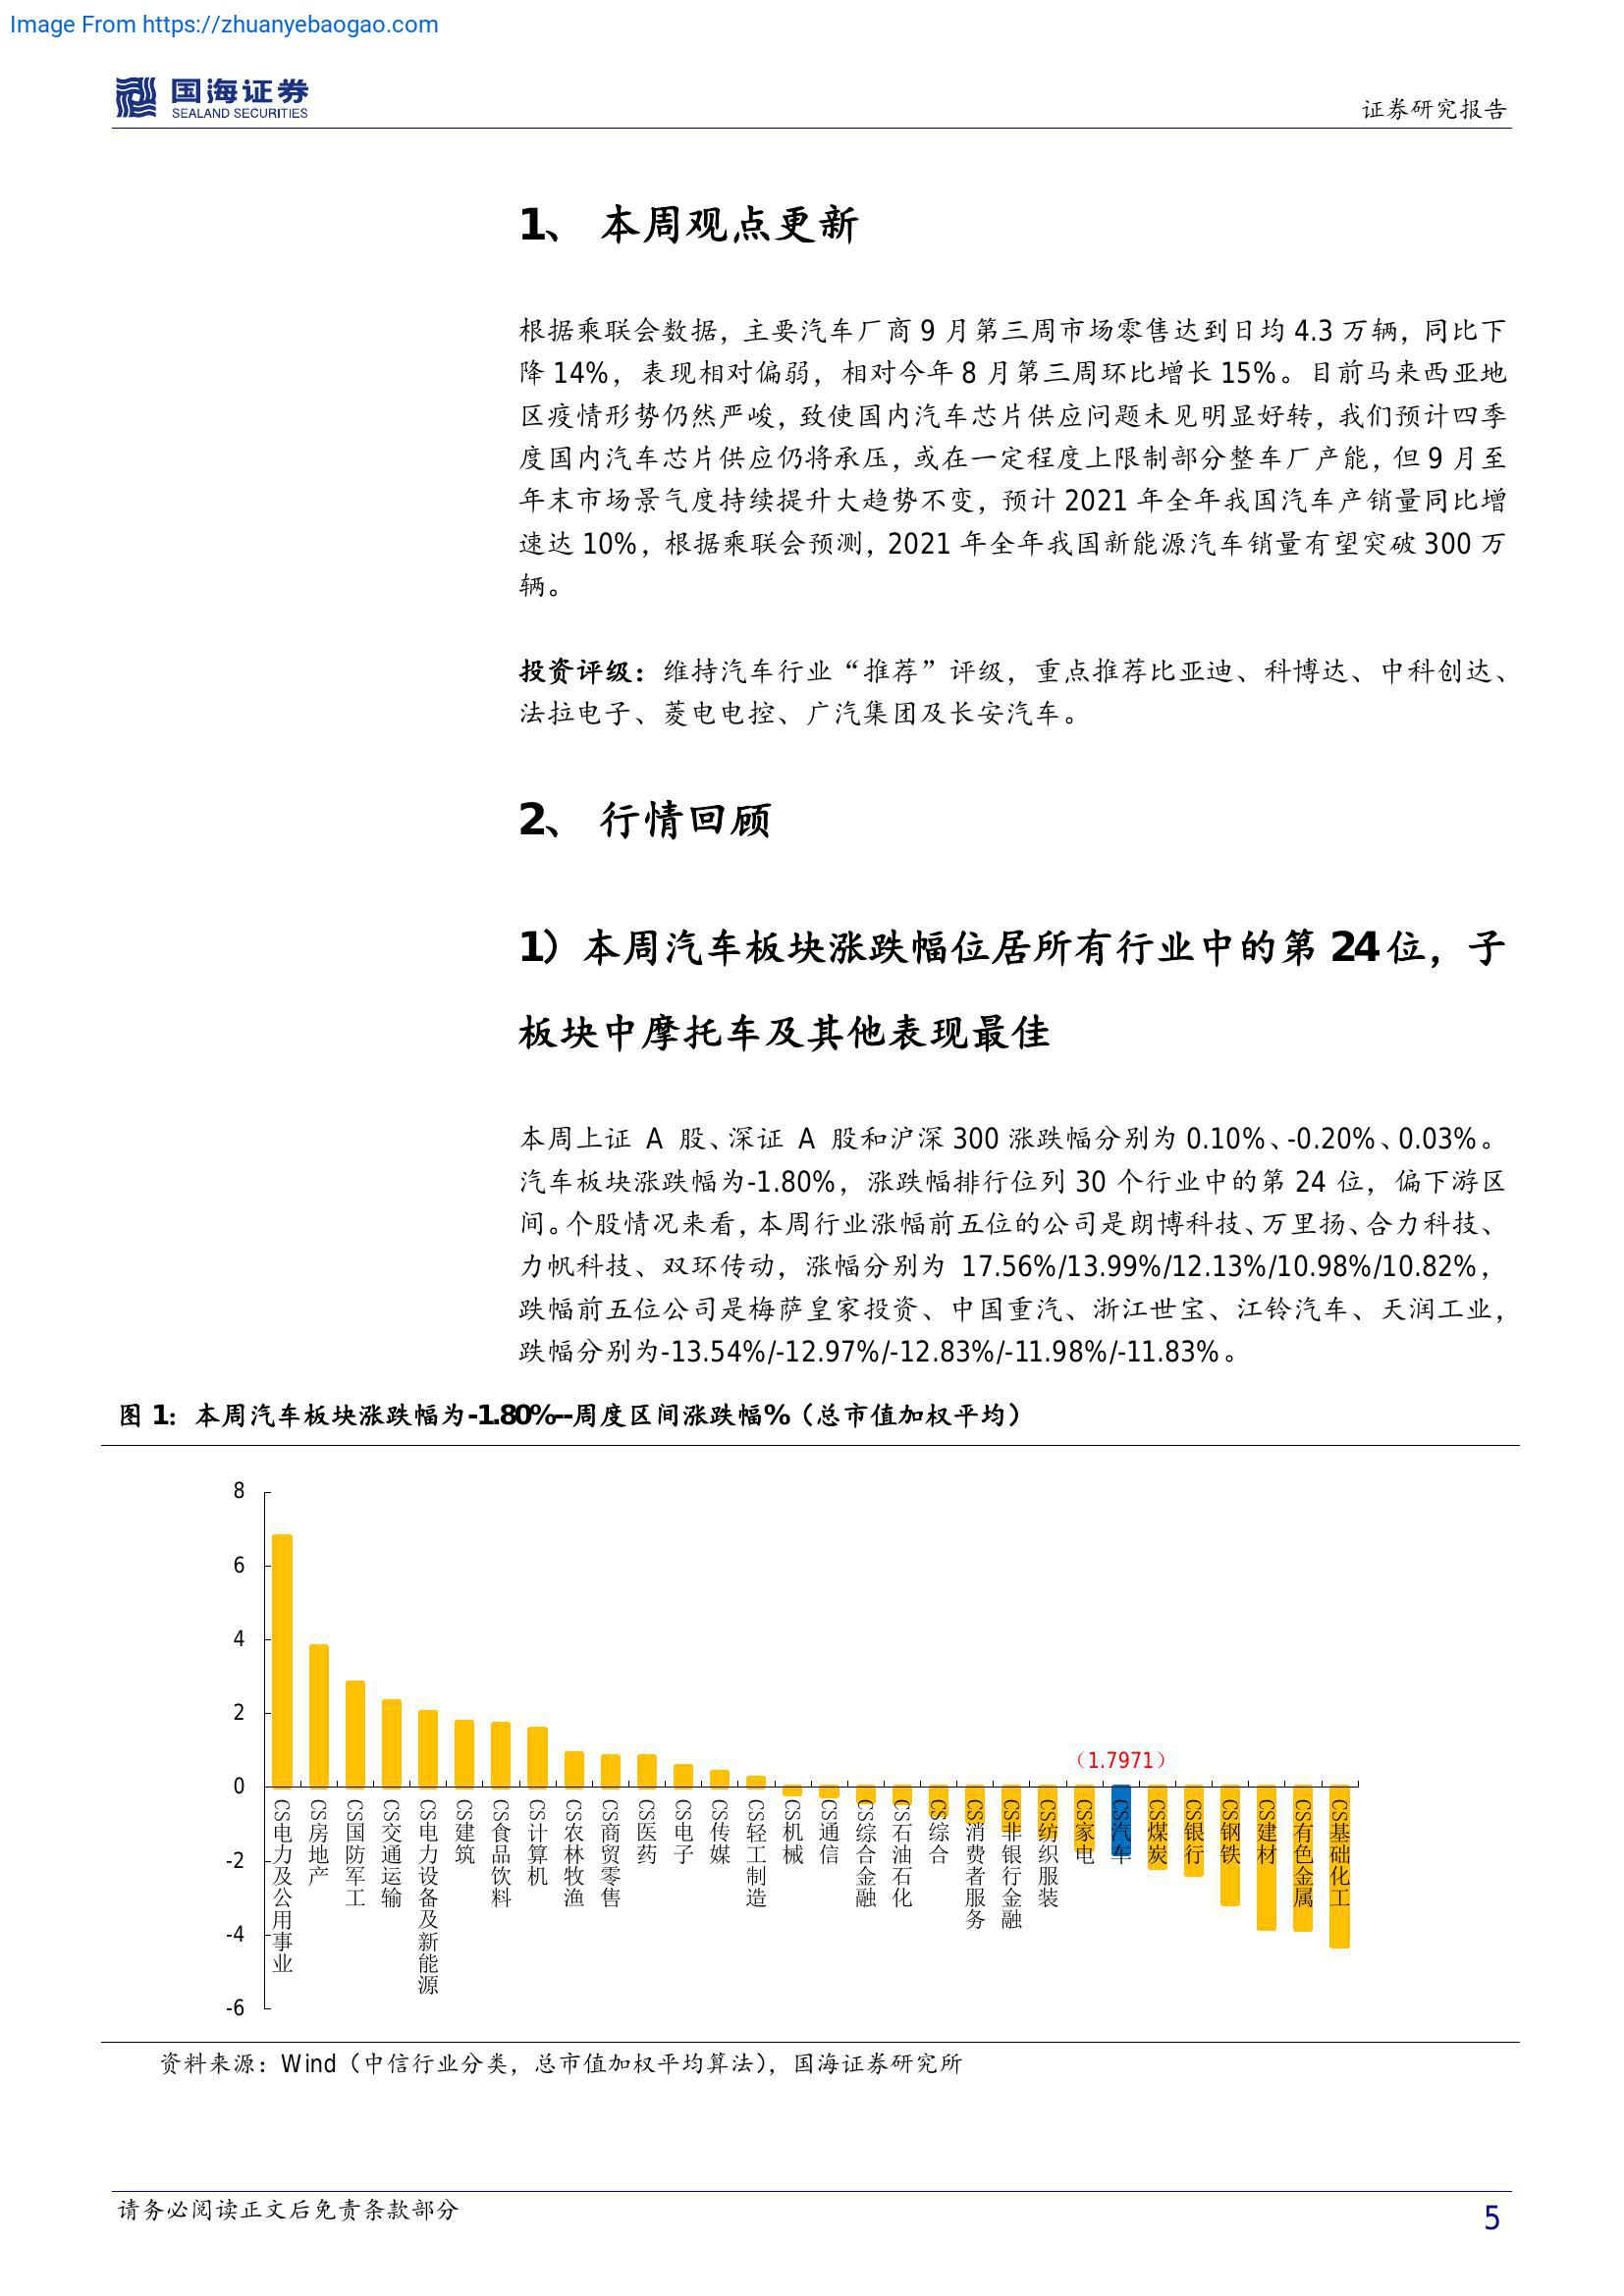 Image From https://zhuanyebaogao.com
国海证券
SEALAND SECURITIES
证券研究报告
1、 本周观点更新
根据乘联会数据，主要汽车厂商 9 月第三周市场零售达到日均 4.3 万辆，同比下
降 14%，表现相对偏弱，相对今年 8 月第三周环比增长 15%。目前马来西亚地
区疫情形势仍然严峻，致使国内汽车芯片供应问题未见明显好转，我们预计四季
度国内汽车芯片供应仍将承压，或在一定程度上限制部分整车厂产能，但 9 月至
年末市场景气度持续提升大趋势不变，预计 2021 年全年我国汽车产销量同比增
速达 10%，根据乘联会预测，2021 年全年我国新能源汽车销量有望突破 300 万
辆。
投资评级：维持汽车行业“推荐”评级，重点推荐比亚迪、科博达、中科创达、
法拉电子、菱电电控、广汽集团及长安汽车。
2、 行情回顾
1）本周汽车板块涨跌幅位居所有行业中的第 24 位，子
板块中摩托车及其他表现最佳
本周上证 A 股、深证 A 股和沪深 300 涨跌幅分别为 0.10%、-0.20%、0.03%。
汽车板块涨跌幅为-1.80%，涨跌幅排行位列 30 个行业中的第 24 位，偏下游区
间。个股情况来看，本周行业涨幅前五位的公司是朗博科技、万里扬、合力科技、
力帆科技、双环传动，涨幅分别为 17.56%/13.99%/12.13%/10.98%/10.82%，
跌幅前五位公司是梅萨皇家投资、中国重汽、浙江世宝、江铃汽车、天润工业，
跌幅分别为-13.54%/-12.97%/-12.83%/-11.98%/-11.83%。
图 1：本周汽车板块涨跌幅为-1.80%--周度区间涨跌幅%（总市值加权平均）
8
6
4
2
0
-2
-4
-6
（1.7971）
CS电力及公用事业
CS房地产
CS国防军工
CS交通运输
CS电力设备及新能源
CS建筑
CS食品饮料
CS计算机
CS农林牧渔
CS商贸零售
CS医药
CS电子
CS传媒
CS轻工制造
CS机械
CS通信
CS综合金融
CS石油石化
CS综合
CS消费者服务
CS非银行金融
CS纺织服装
CS家电
CS汽车
CS煤炭
CS银行
CS钢铁
CS建材
CS有色金属
CS基础化工
资料来源：Wind（中信行业分类，总市值加权平均算法），国海证券研究所
请务必阅读正文后免责条款部分
5